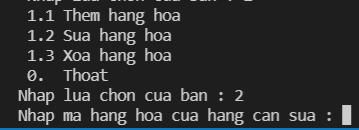 1.1 Them hang hoa
1.2 Sua hang hoa
1.3 Xoa hang hoa
0. Thoat
Nhap lua chon cua ban : 2
Nhap ma hang hoa cua hang can sua :